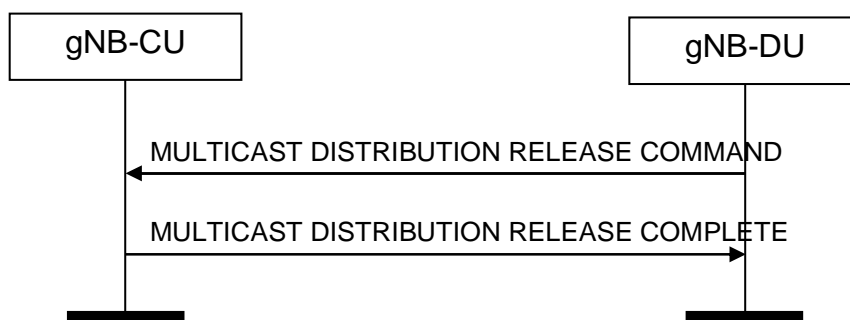 gNB-CU
gNB-DU
MULTICAST DISTRIBUTION RELEASE COMMAND
MULTICAST DISTRIBUTION RELEASE COMPLETE